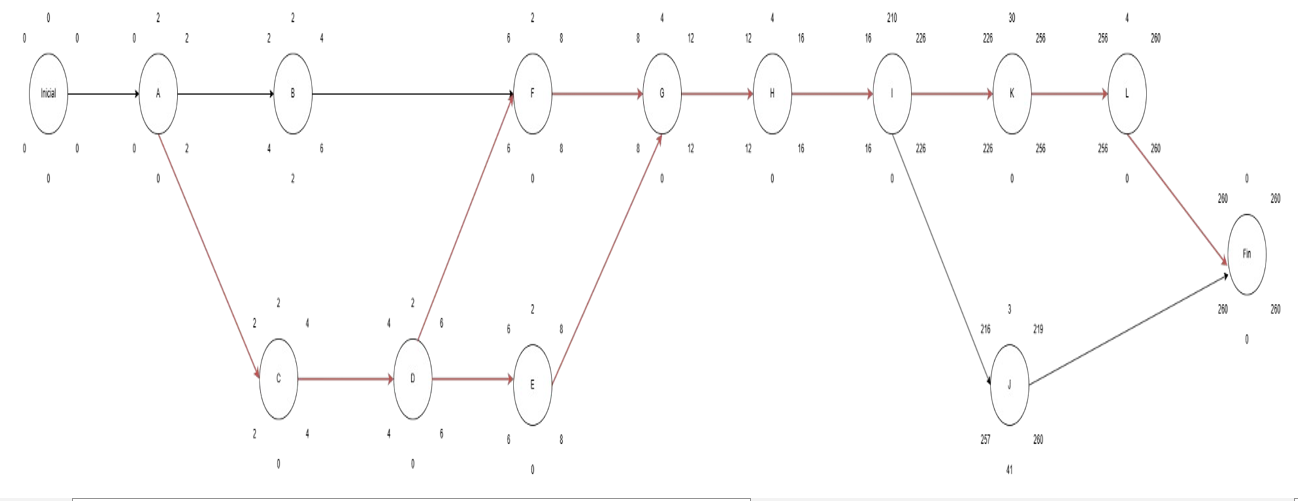 0 2 2 2 4 4 210 30 4
0 0 0 2 2 4 6 8 8 12 12 16 16 226 226 256 256 260
Inicial A B F G H I K L
0 0 0 2 4 6 6 8 8 12 12 16 16 226 226 256 256 260
0 0 2 0 0 0 0 0 0
0
260 260
Fin
260 260
0
2 2 2 3
2 4 4 6 6 8 216 219
C D E J
2 4 4 6 6 8 257 260
0 0 0 41